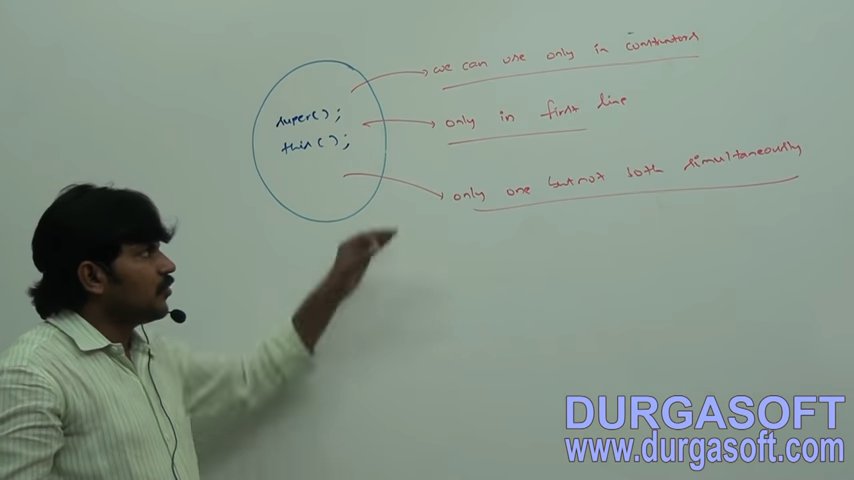 we can use only in constructors
super();
only in first line
this();
only one but not both simultaneously
DURGASOFT
www.durgasoft.com